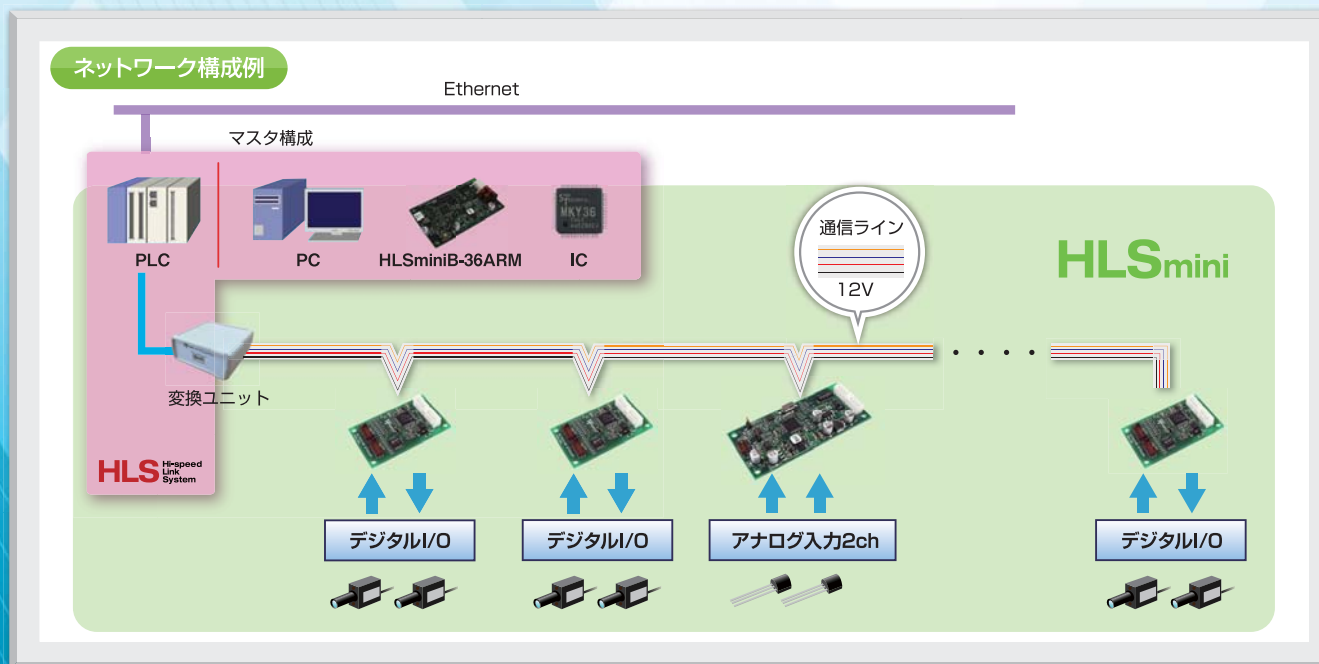 ネットワーク構成例
Ethernet
マスタ構成
PLC
PC
HLSminiB-36ARM
IC
MKY36
通信ライン
12V
HLSmini
変換ユニット
HLS Hi-speed
Link
System
デジタルI/O
デジタルI/O
アナログ入力2ch
デジタルI/O